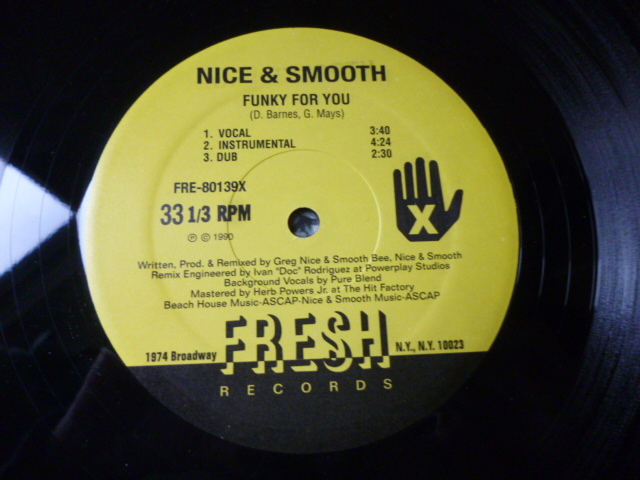 NICE & SMOOTH
FUNKY FOR YOU
(D. Barnes, G. Mays)
1. VOCAL 3:40
2. INSTRUMENTAL 4:24
3. DUB 2:30
FRE-80139X
33 1/3 RPM
X
℗ © 1990
Written, Prod. & Remixed by Greg Nice & Smooth Bee, Nice & Smooth
Remix Engineered by Ivan "Doc" Rodriguez at Powerplay Studios
Background Vocals by Pure Blend
Mastered by Herb Powers Jr. at The Hit Factory
Beach House Music-ASCAP-Nice & Smooth Music-ASCAP
1974 Broadway FRESH N.Y., N.Y. 10023
RECORDS